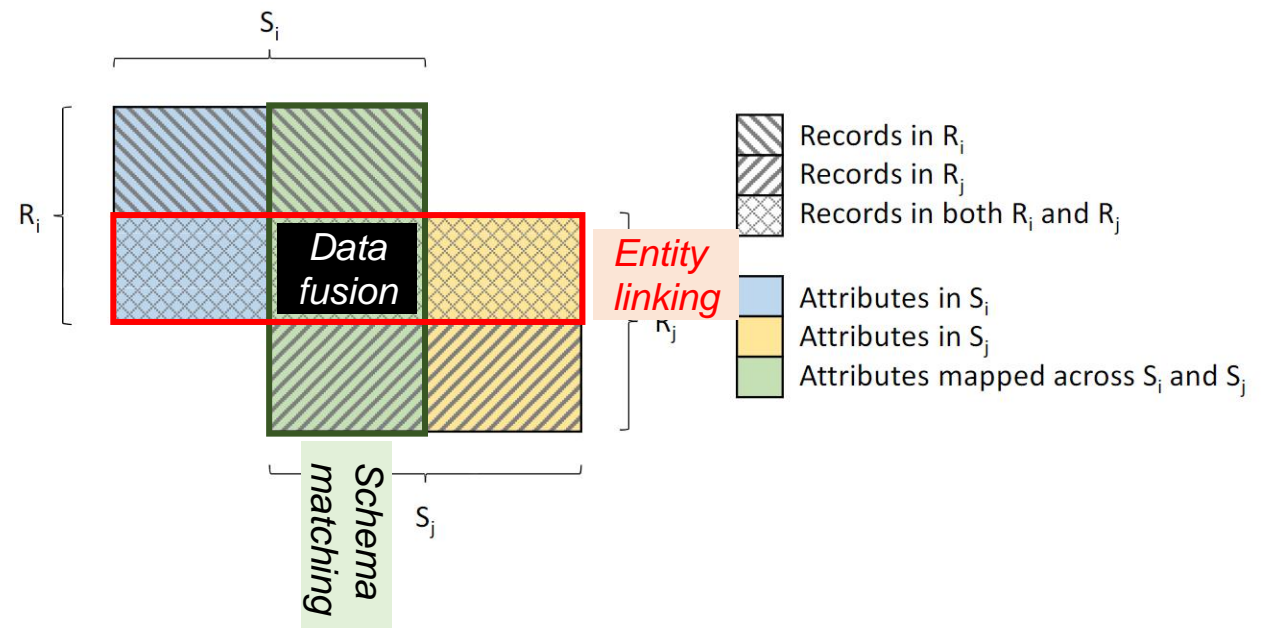 Sᵢ
Rᵢ
Data
fusion
Entity
linking
Rⱼ
Schema
matching
Sⱼ
Records in Rᵢ
Records in Rⱼ
Records in both Rᵢ and Rⱼ
Attributes in Sᵢ
Attributes in Sⱼ
Attributes mapped across Sᵢ and Sⱼ